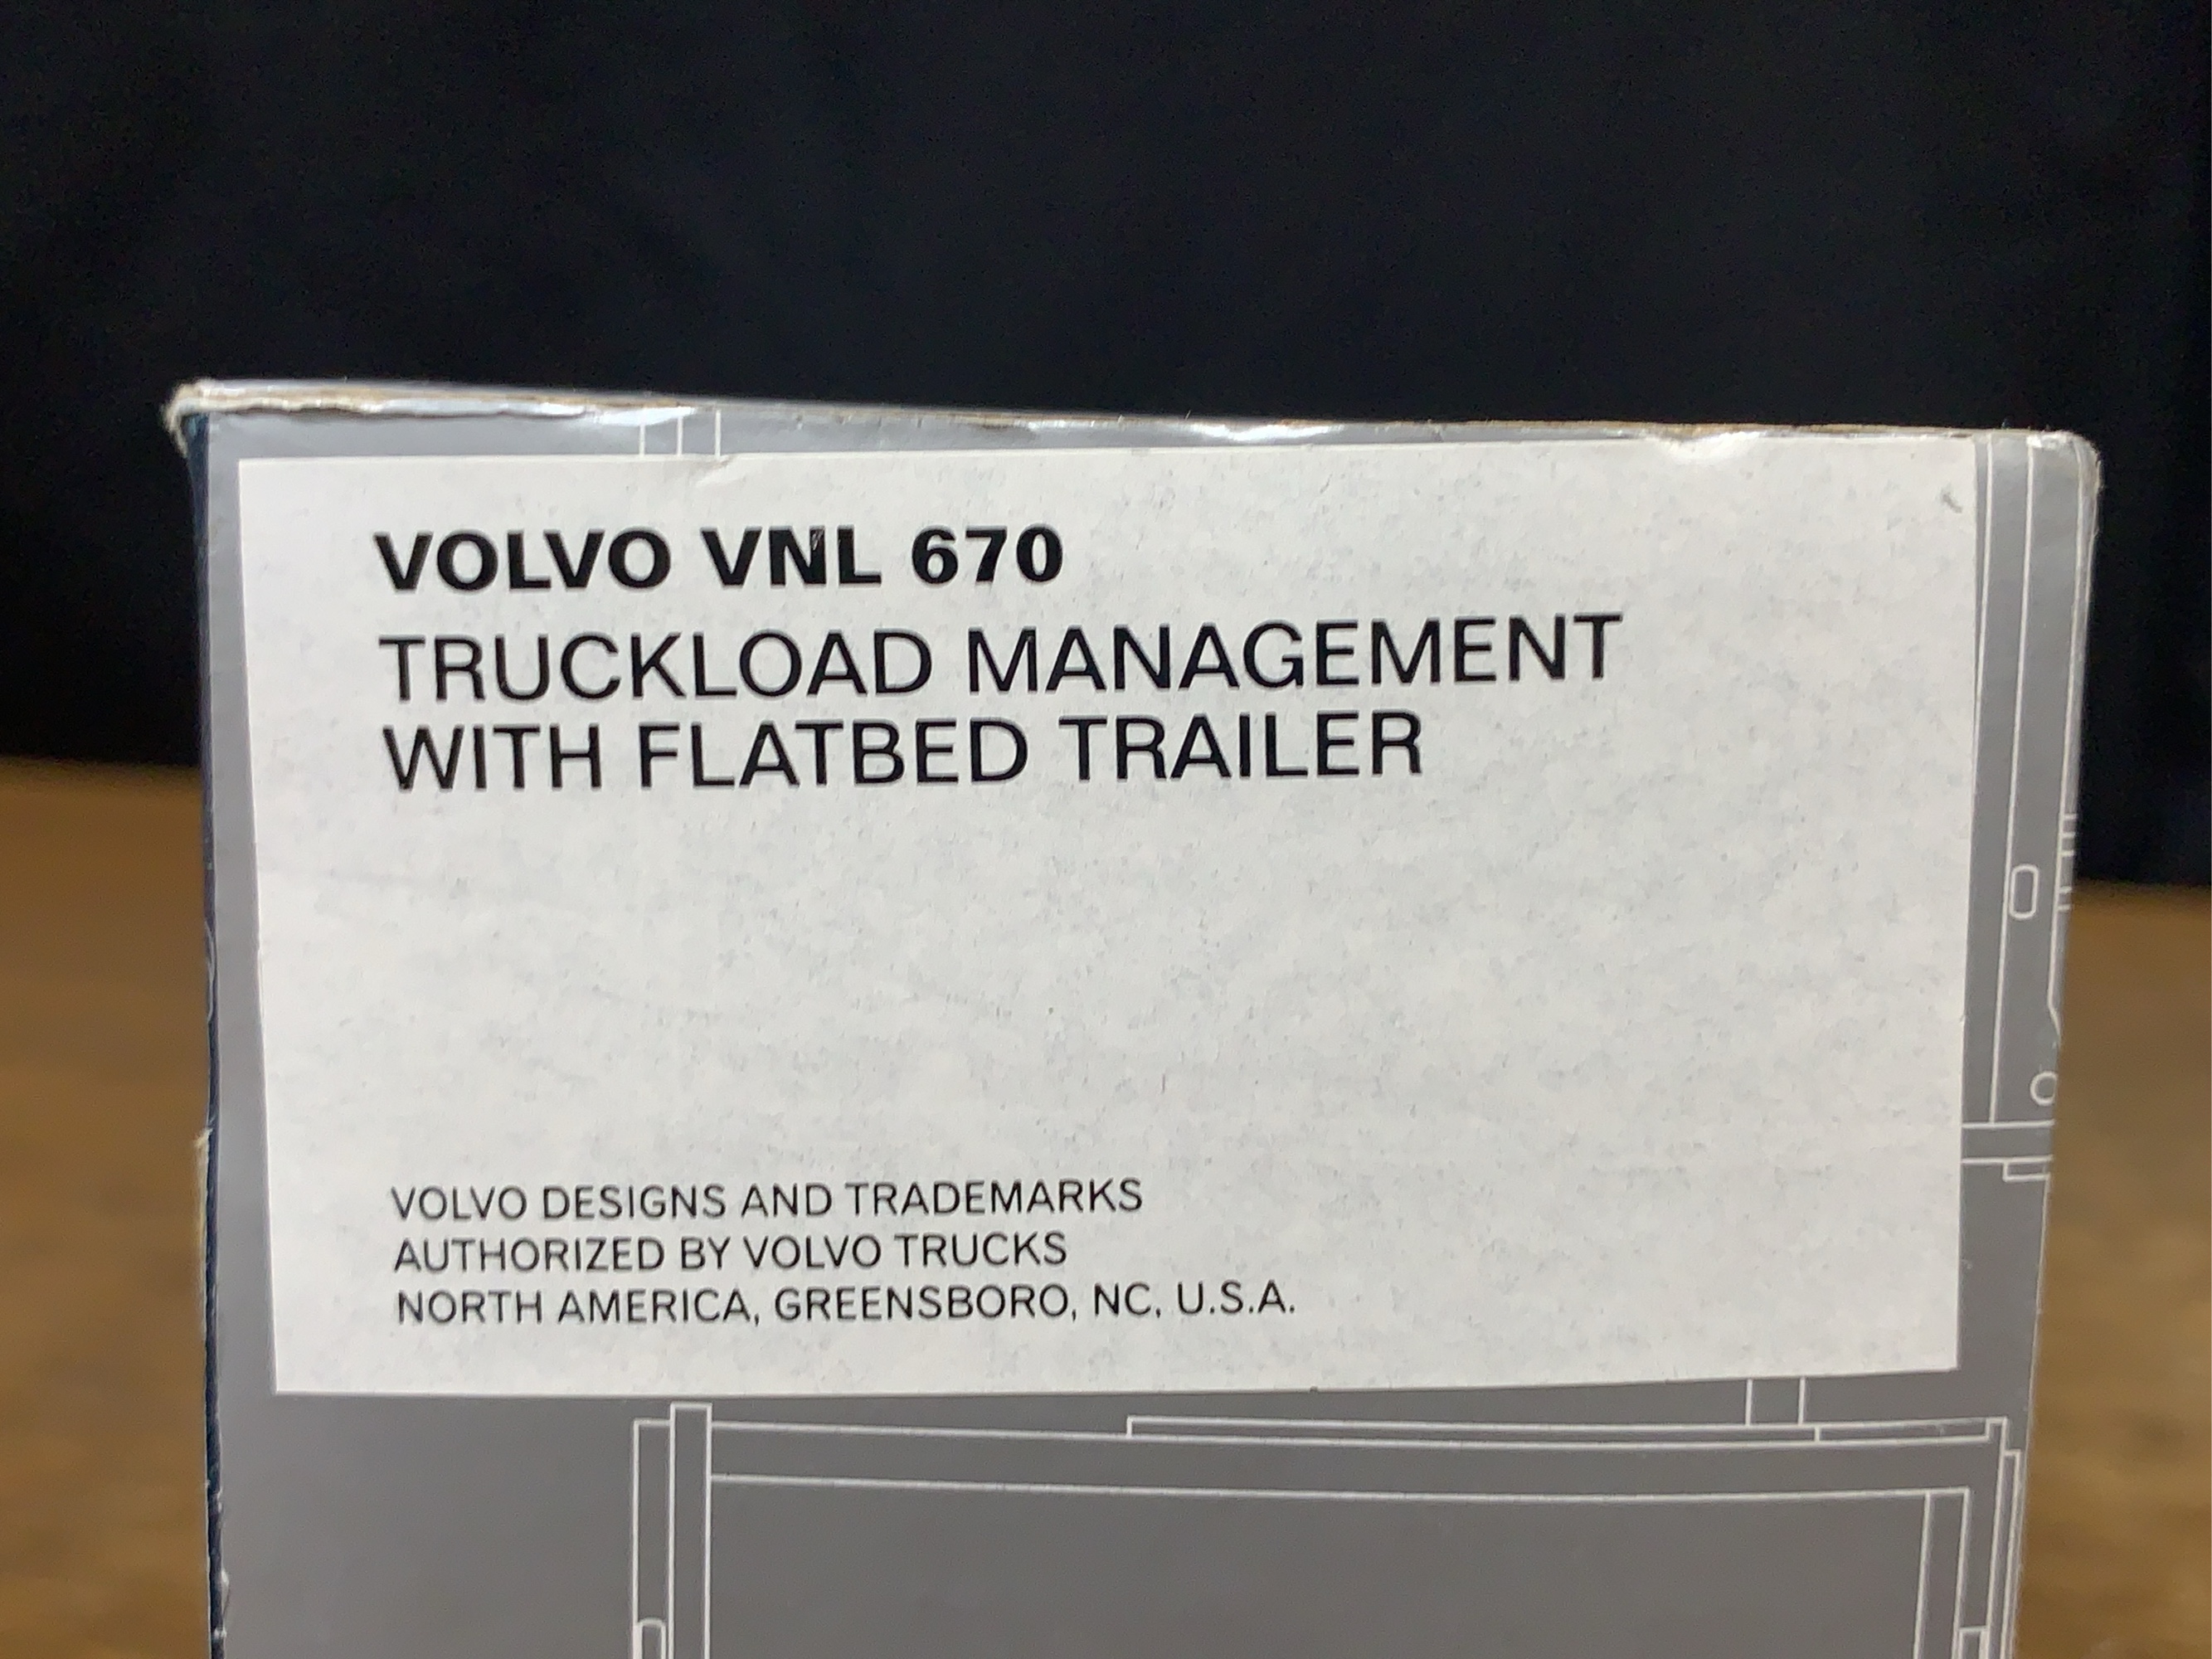 VOLVO VNL 670
TRUCKLOAD MANAGEMENT
WITH FLATBED TRAILER
VOLVO DESIGNS AND TRADEMARKS
AUTHORIZED BY VOLVO TRUCKS
NORTH AMERICA, GREENSBORO, NC, U.S.A.